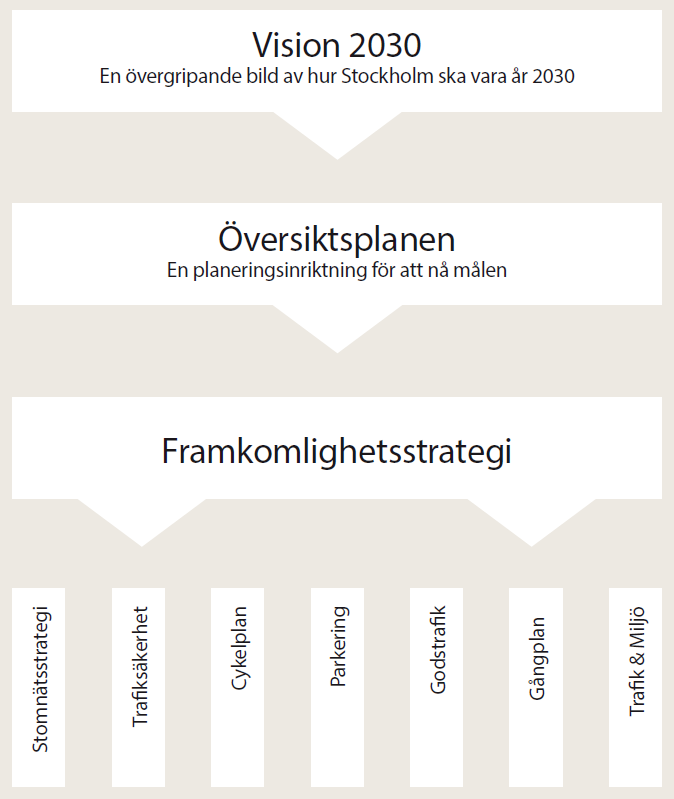 Vision 2030
En övergripande bild av hur Stockholm ska vara år 2030
Översiktsplanen
En planeringsinriktning för att nå målen
Framkomlighetsstrategi
Stomnätsstrategi
Trafiksäkerhet
Cykelplan
Parkering
Godstrafik
Gångplan
Trafik & Miljö